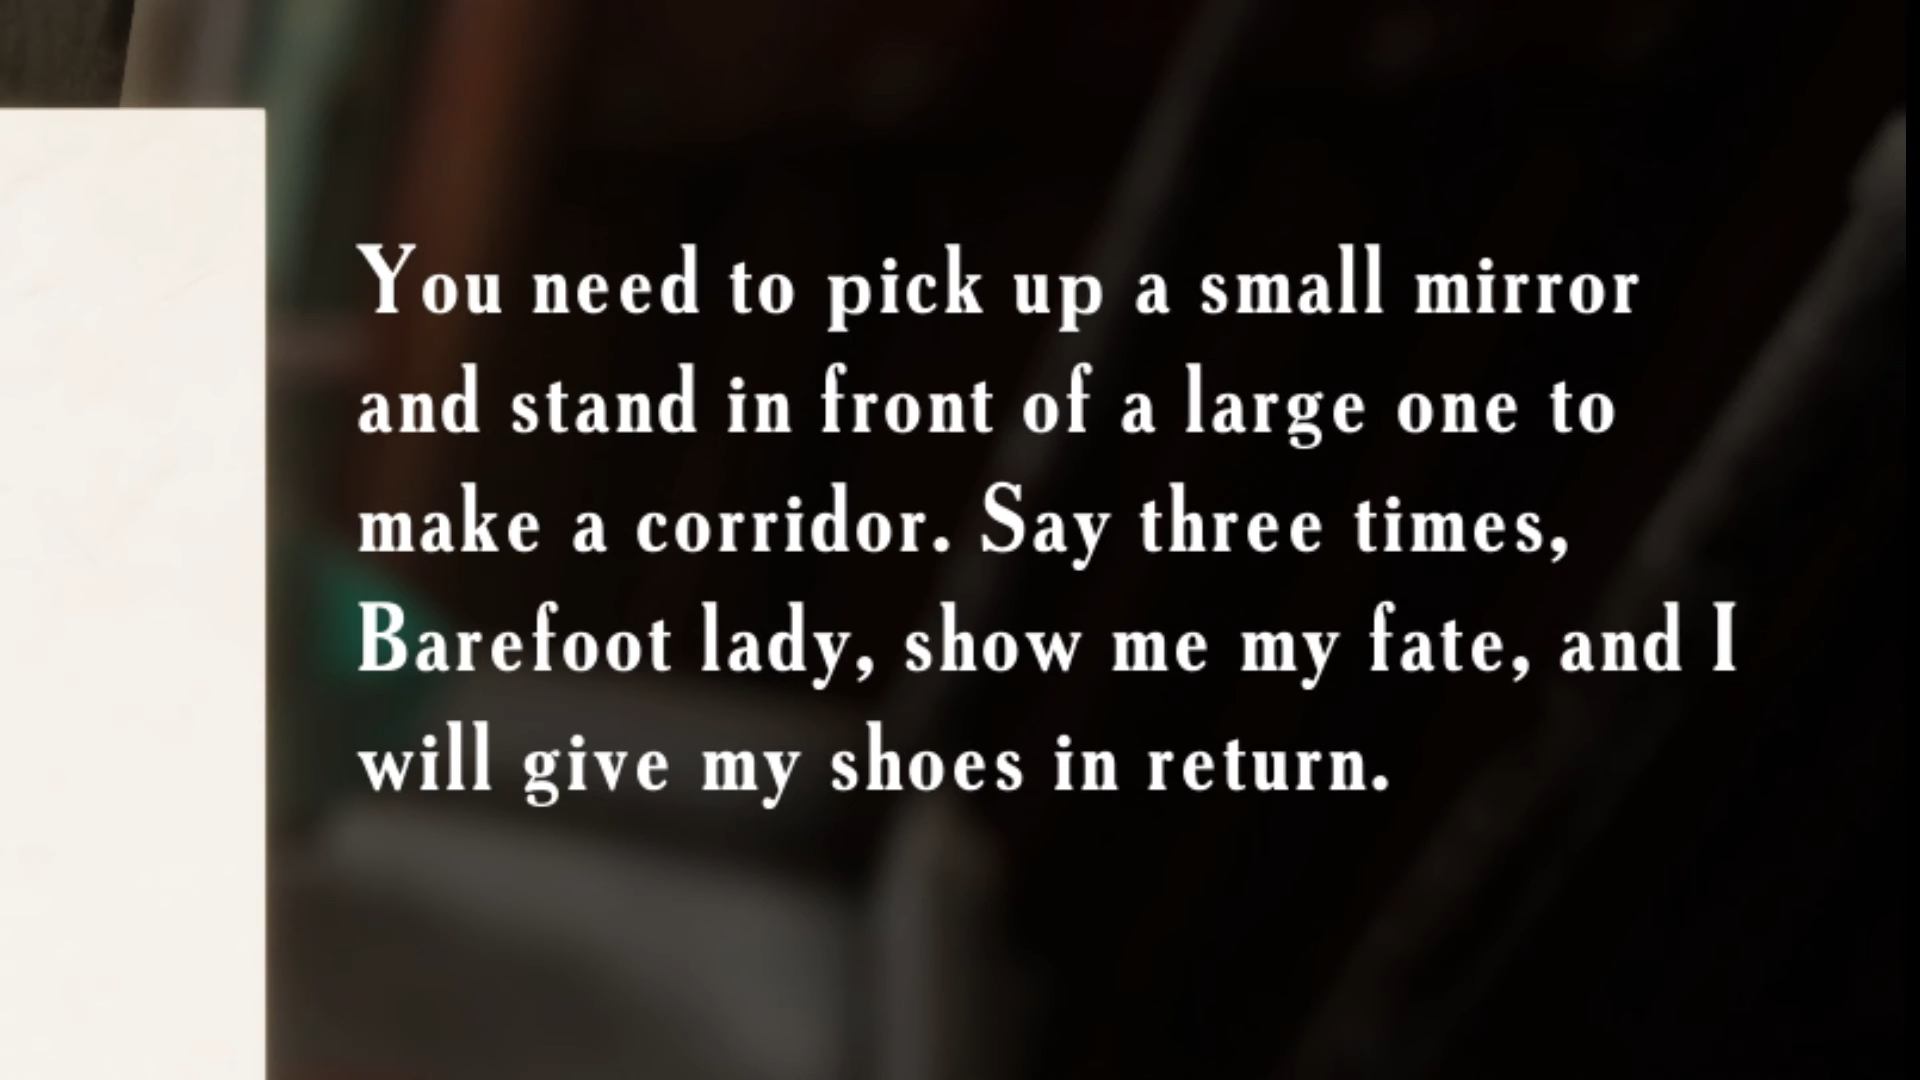 You need to pick up a small mirror
and stand in front of a large one to
make a corridor. Say three times,
Barefoot lady, show me my fate, and I
will give my shoes in return.